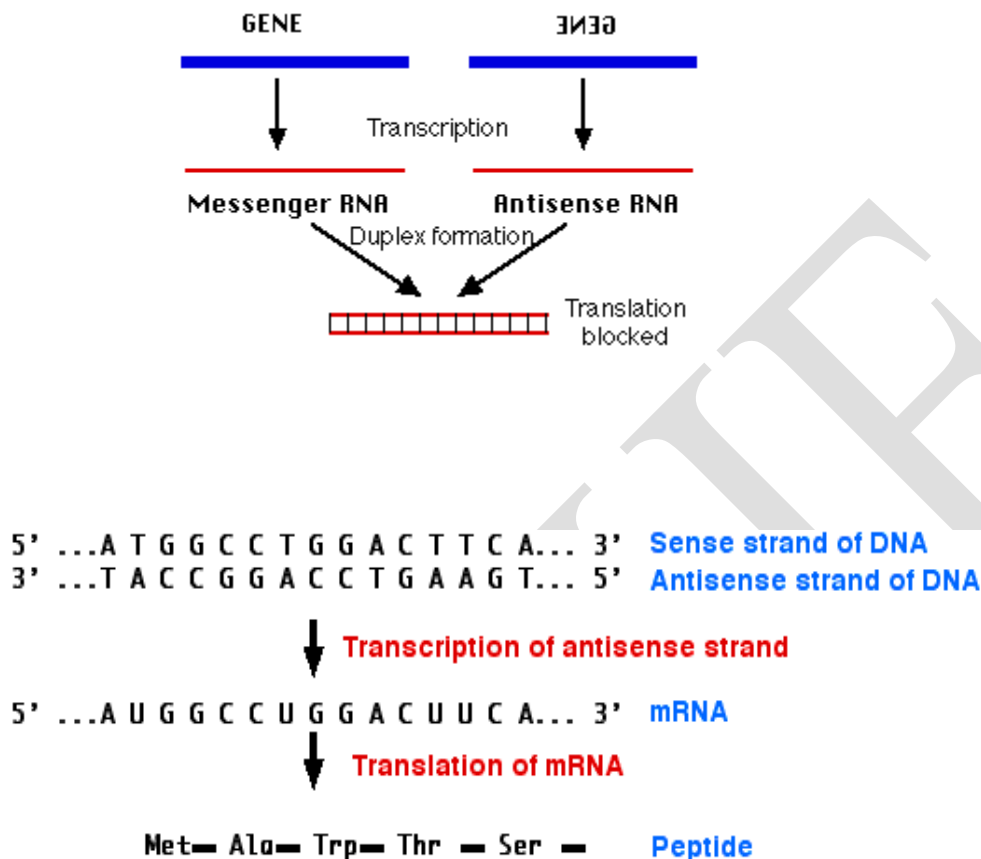 GENE GENE
Transcription
Messenger RNA Antisense RNA
Duplex formation
Translation
blocked
5' ...A T G G C C T G G A C T T C A... 3' Sense strand of DNA
3' ...T A C C G G A C C T G A A G T... 5' Antisense strand of DNA
Transcription of antisense strand
5' ...A U G G C C U G G A C U U C A... 3' mRNA
Translation of mRNA
Met— Ala— Trp— Thr — Ser — Peptide